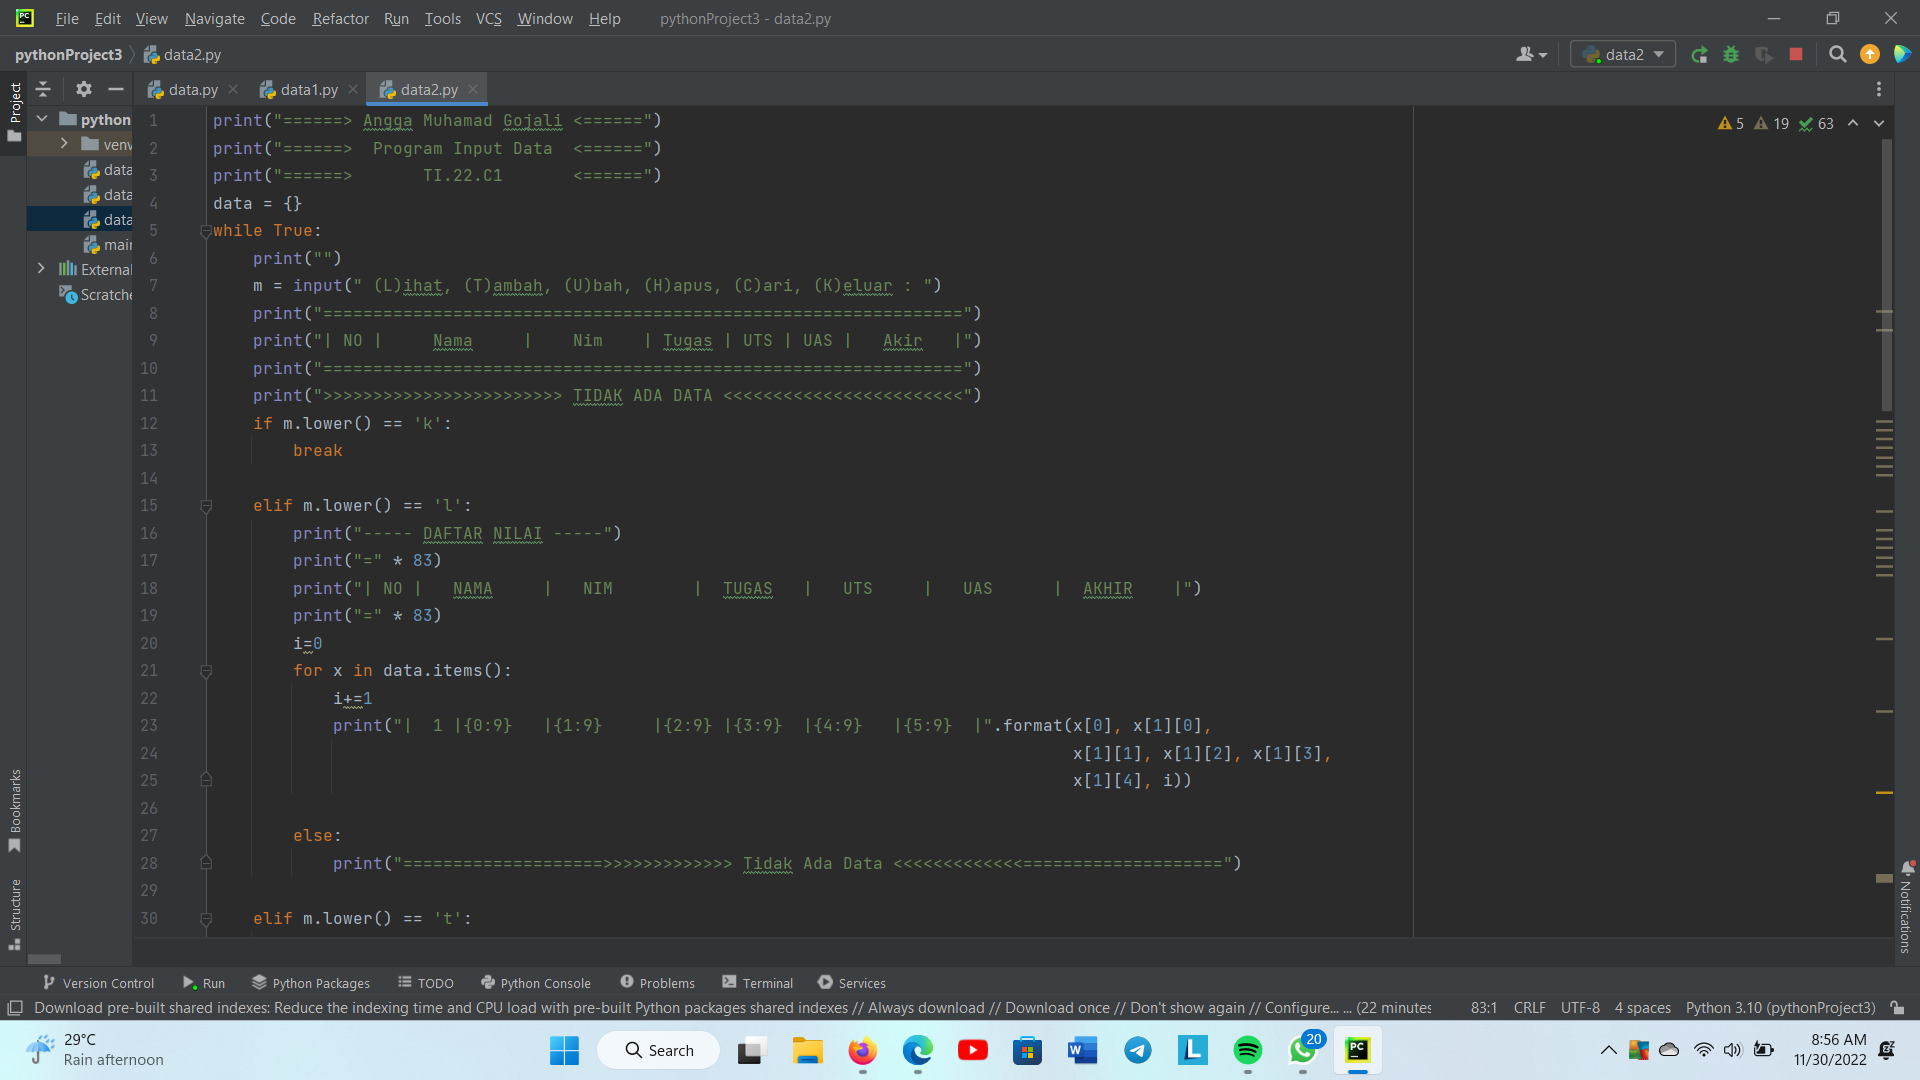 File Edit View Navigate Code Refactor Run Tools VCS Window Help pythonProject3 - data2.py
pythonProject3 data2.py data2
Project data.py data1.py data2.py
python
venv
data
data
data
main
External
Scratche
5 19 63
1 print("======> Angga Muhamad Gojali <======")
2 print("======>  Program Input Data  <======")
3 print("======>       TI.22.C1       <======")
4 data = {}
5 while True:
6     print("")
7     m = input(" (L)ihat, (T)ambah, (U)bah, (H)apus, (C)ari, (K)eluar : ")
8     print("================================================================")
9     print("| NO |     Nama     |    Nim    | Tugas | UTS | UAS |   Akir   |")
10     print("================================================================")
11     print(">>>>>>>>>>>>>>>>>>>>>>>> TIDAK ADA DATA <<<<<<<<<<<<<<<<<<<<<<<<")
12     if m.lower() == 'k':
13         break
14
15     elif m.lower() == 'l':
16         print("----- DAFTAR NILAI -----")
17         print("=" * 83)
18         print("| NO |   NAMA     |   NIM        |  TUGAS   |   UTS     |   UAS      |  AKHIR    |")
19         print("=" * 83)
20         i=0
21         for x in data.items():
22             i+=1
23             print("|  1 |{0:9}   |{1:9}     |{2:9} |{3:9}  |{4:9}   |{5:9}  |".format(x[0], x[1][0],
24                                                                                       x[1][1], x[1][2], x[1][3],
25                                                                                       x[1][4], i))
26
27         else:
28             print("====================>>>>>>>>>>>>> Tidak Ada Data <<<<<<<<<<<<<====================")
29
30     elif m.lower() == 't':
Bookmarks
Structure
Notifications
Version Control Run Python Packages TODO Python Console Problems Terminal Services
Download pre-built shared indexes: Reduce the indexing time and CPU load with pre-built Python packages shared indexes // Always download // Download once // Don't show again // Configure... ... (22 minutes 83:1 CRLF UTF-8 4 spaces Python 3.10 (pythonProject3)
29°C
Rain afternoon
Search
20
8:56 AM
11/30/2022